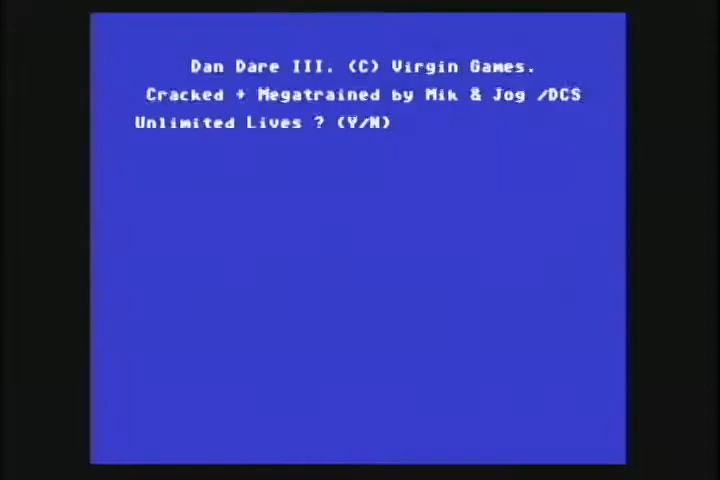 Dan Dare III. (C) Virgin Games.
Cracked + Megatrained by Mik & Jog /DCS
Unlimited Lives ? (Y/N)